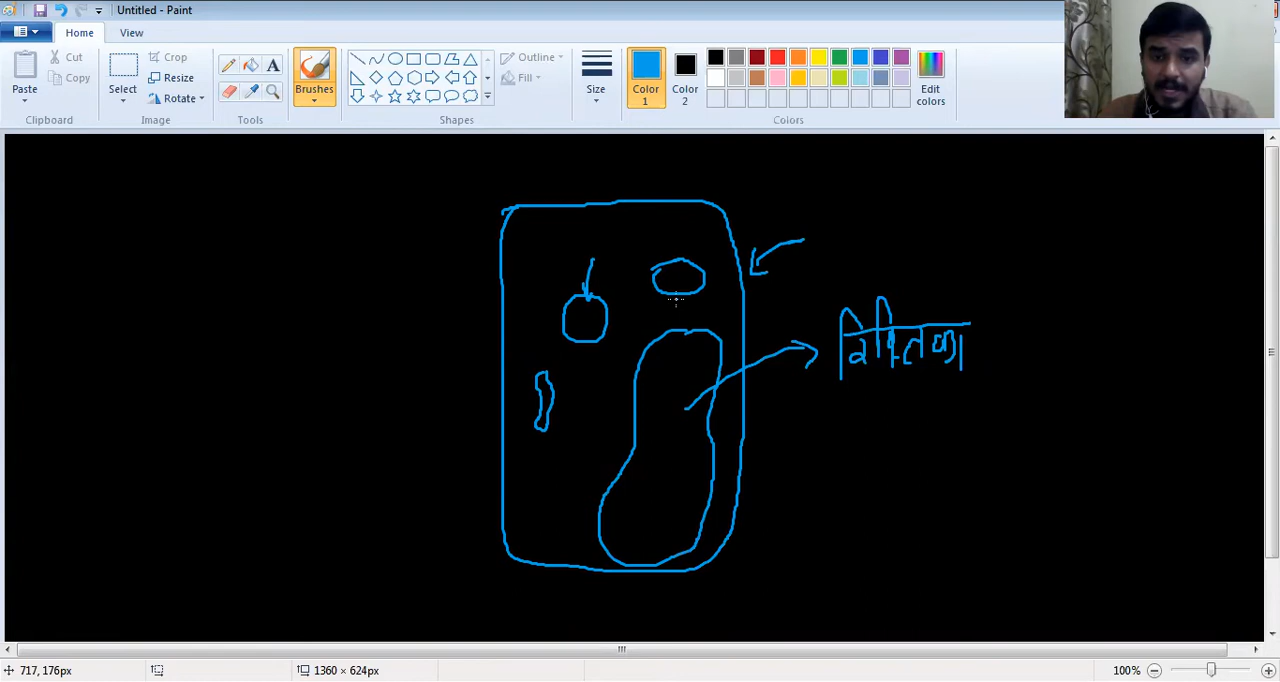 Untitled - Paint
Home
View
Paste
Cut
Copy
Clipboard
Select
Crop
Resize
Rotate
Image
Tools
Brushes
Shapes
Outline
Fill
Size
Color 1
Color 2
Edit colors
Colors
717, 176px
1360 × 624px
100%